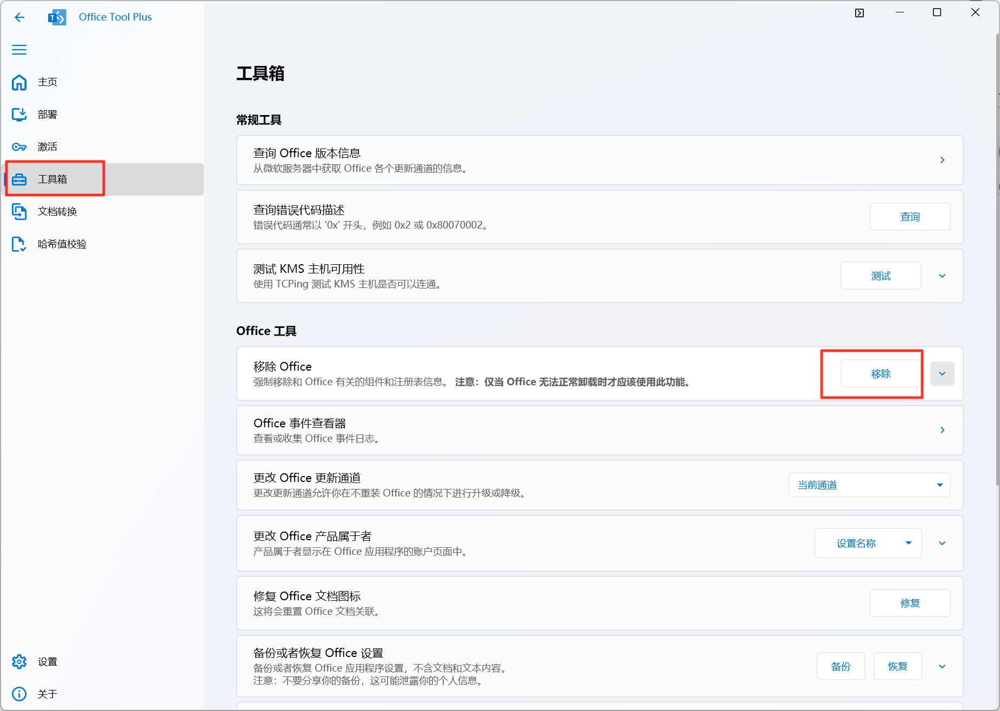 Office Tool Plus
主页
部署
激活
工具箱
文档转换
哈希值校验
设置
关于
工具箱
常规工具
查询 Office 版本信息
从微软服务器中获取 Office 各个更新通道的信息。
查询错误代码描述
错误代码通常以 '0x' 开头，例如 0x2 或 0x80070002。
查询
测试 KMS 主机可用性
使用 TCPing 测试 KMS 主机是否可以连通。
测试
Office 工具
移除 Office
强制移除和 Office 有关的组件和注册表信息。 注意：仅当 Office 无法正常卸载时才应该使用此功能。
移除
Office 事件查看器
查看或收集 Office 事件日志。
更改 Office 更新通道
更改更新通道允许你在不重装 Office 的情况下进行升级或降级。
当前通道
更改 Office 产品属于者
产品属于者显示在 Office 应用程序的账户页面中。
设置名称
修复 Office 文档图标
这将会重置 Office 文档关联。
修复
备份或者恢复 Office 设置
备份或者恢复 Office 应用程序设置，不含文档和文本内容。
注意：不要分享你的备份，这可能泄露你的个人信息。
备份
恢复